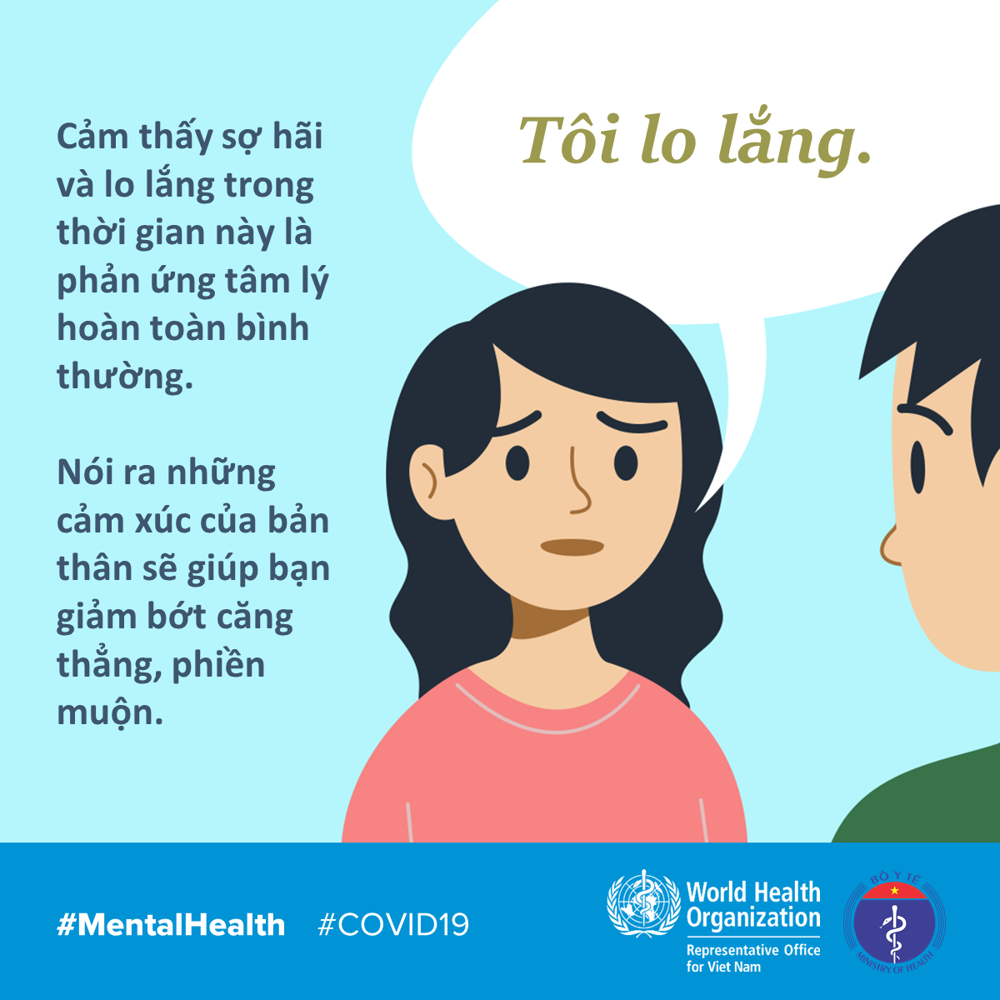 Tôi lo lắng.
Cảm thấy sợ hãi
và lo lắng trong
thời gian này là
phản ứng tâm lý
hoàn toàn bình
thường.
Nói ra những
cảm xúc của bản
thân sẽ giúp bạn
giảm bớt căng
thẳng, phiền
muộn.
#MentalHealth #COVID19
World Health
Organization
Representative Office
for Viet Nam
BỘ Y TẾ
MINISTRY OF HEALTH